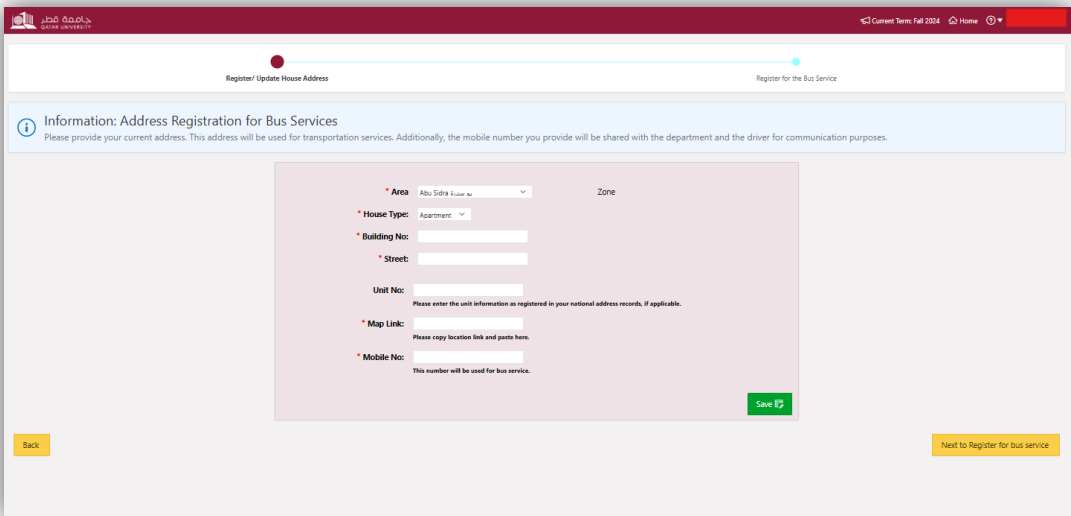 جامعة قطر
QATAR UNIVERSITY
Current Term: Fall 2024 Home
Register/ Update House Address
Register for the Bus Service
Information: Address Registration for Bus Services
Please provide your current address. This address will be used for transportation services. Additionally, the mobile number you provide will be shared with the department and the driver for communication purposes.
* Area Abu Sidra بو سدرة Zone
* House Type: Apartment
* Building No:
* Street:
Unit No:
Please enter the unit information as registered in your national address records, if applicable.
* Map Link:
Please copy location link and paste here.
* Mobile No:
This number will be used for bus service.
Save
Back
Next to Register for bus service